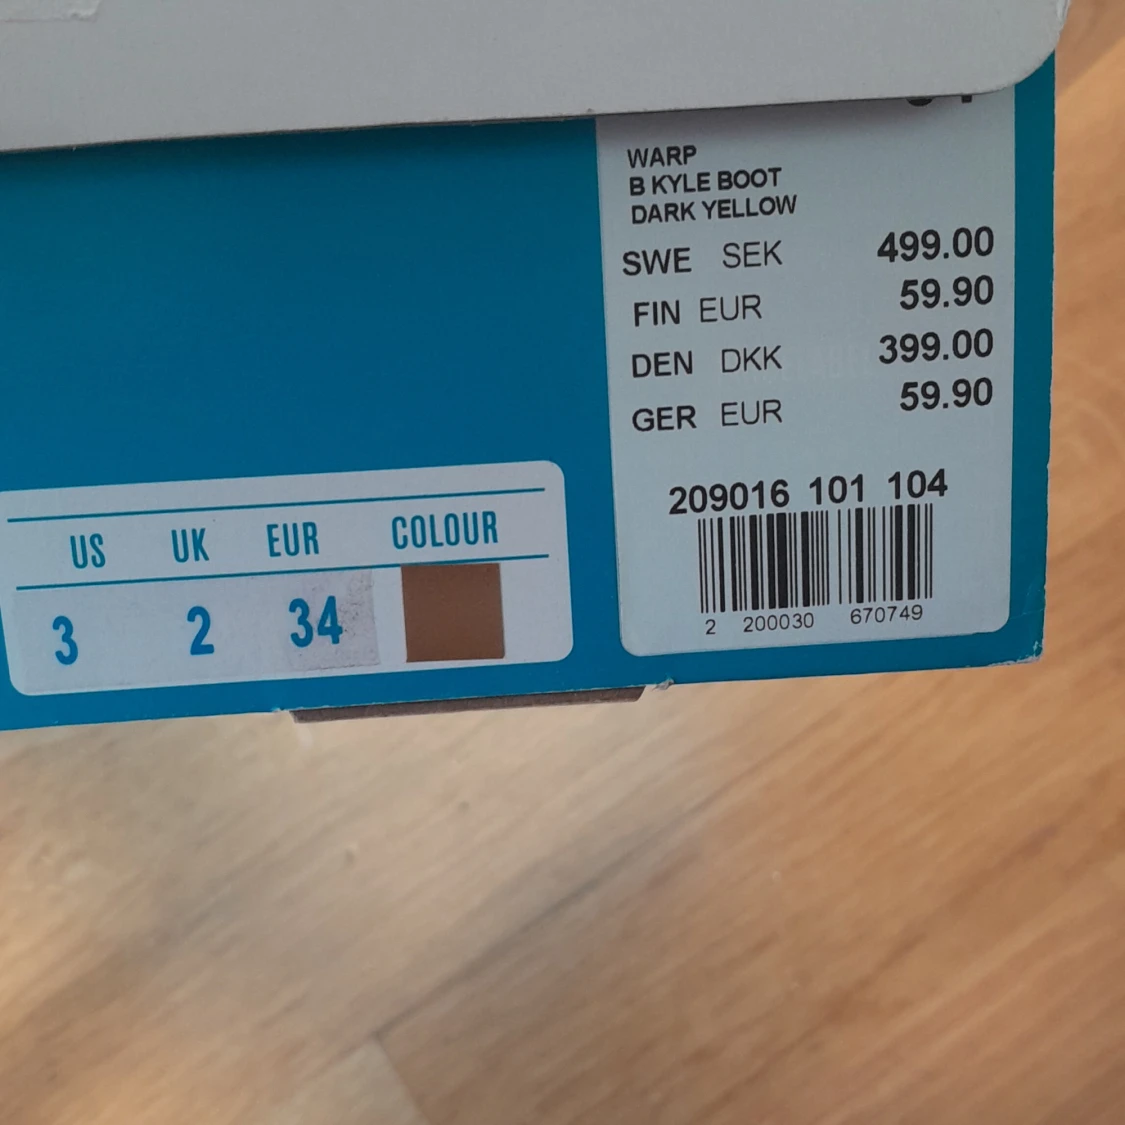 WARP
B KYLE BOOT
DARK YELLOW
SWE SEK 499.00
FIN EUR 59.90
DEN DKK 399.00
GER EUR 59.90
209016 101 104
2 200030 670749
US UK EUR COLOUR
3 2 34